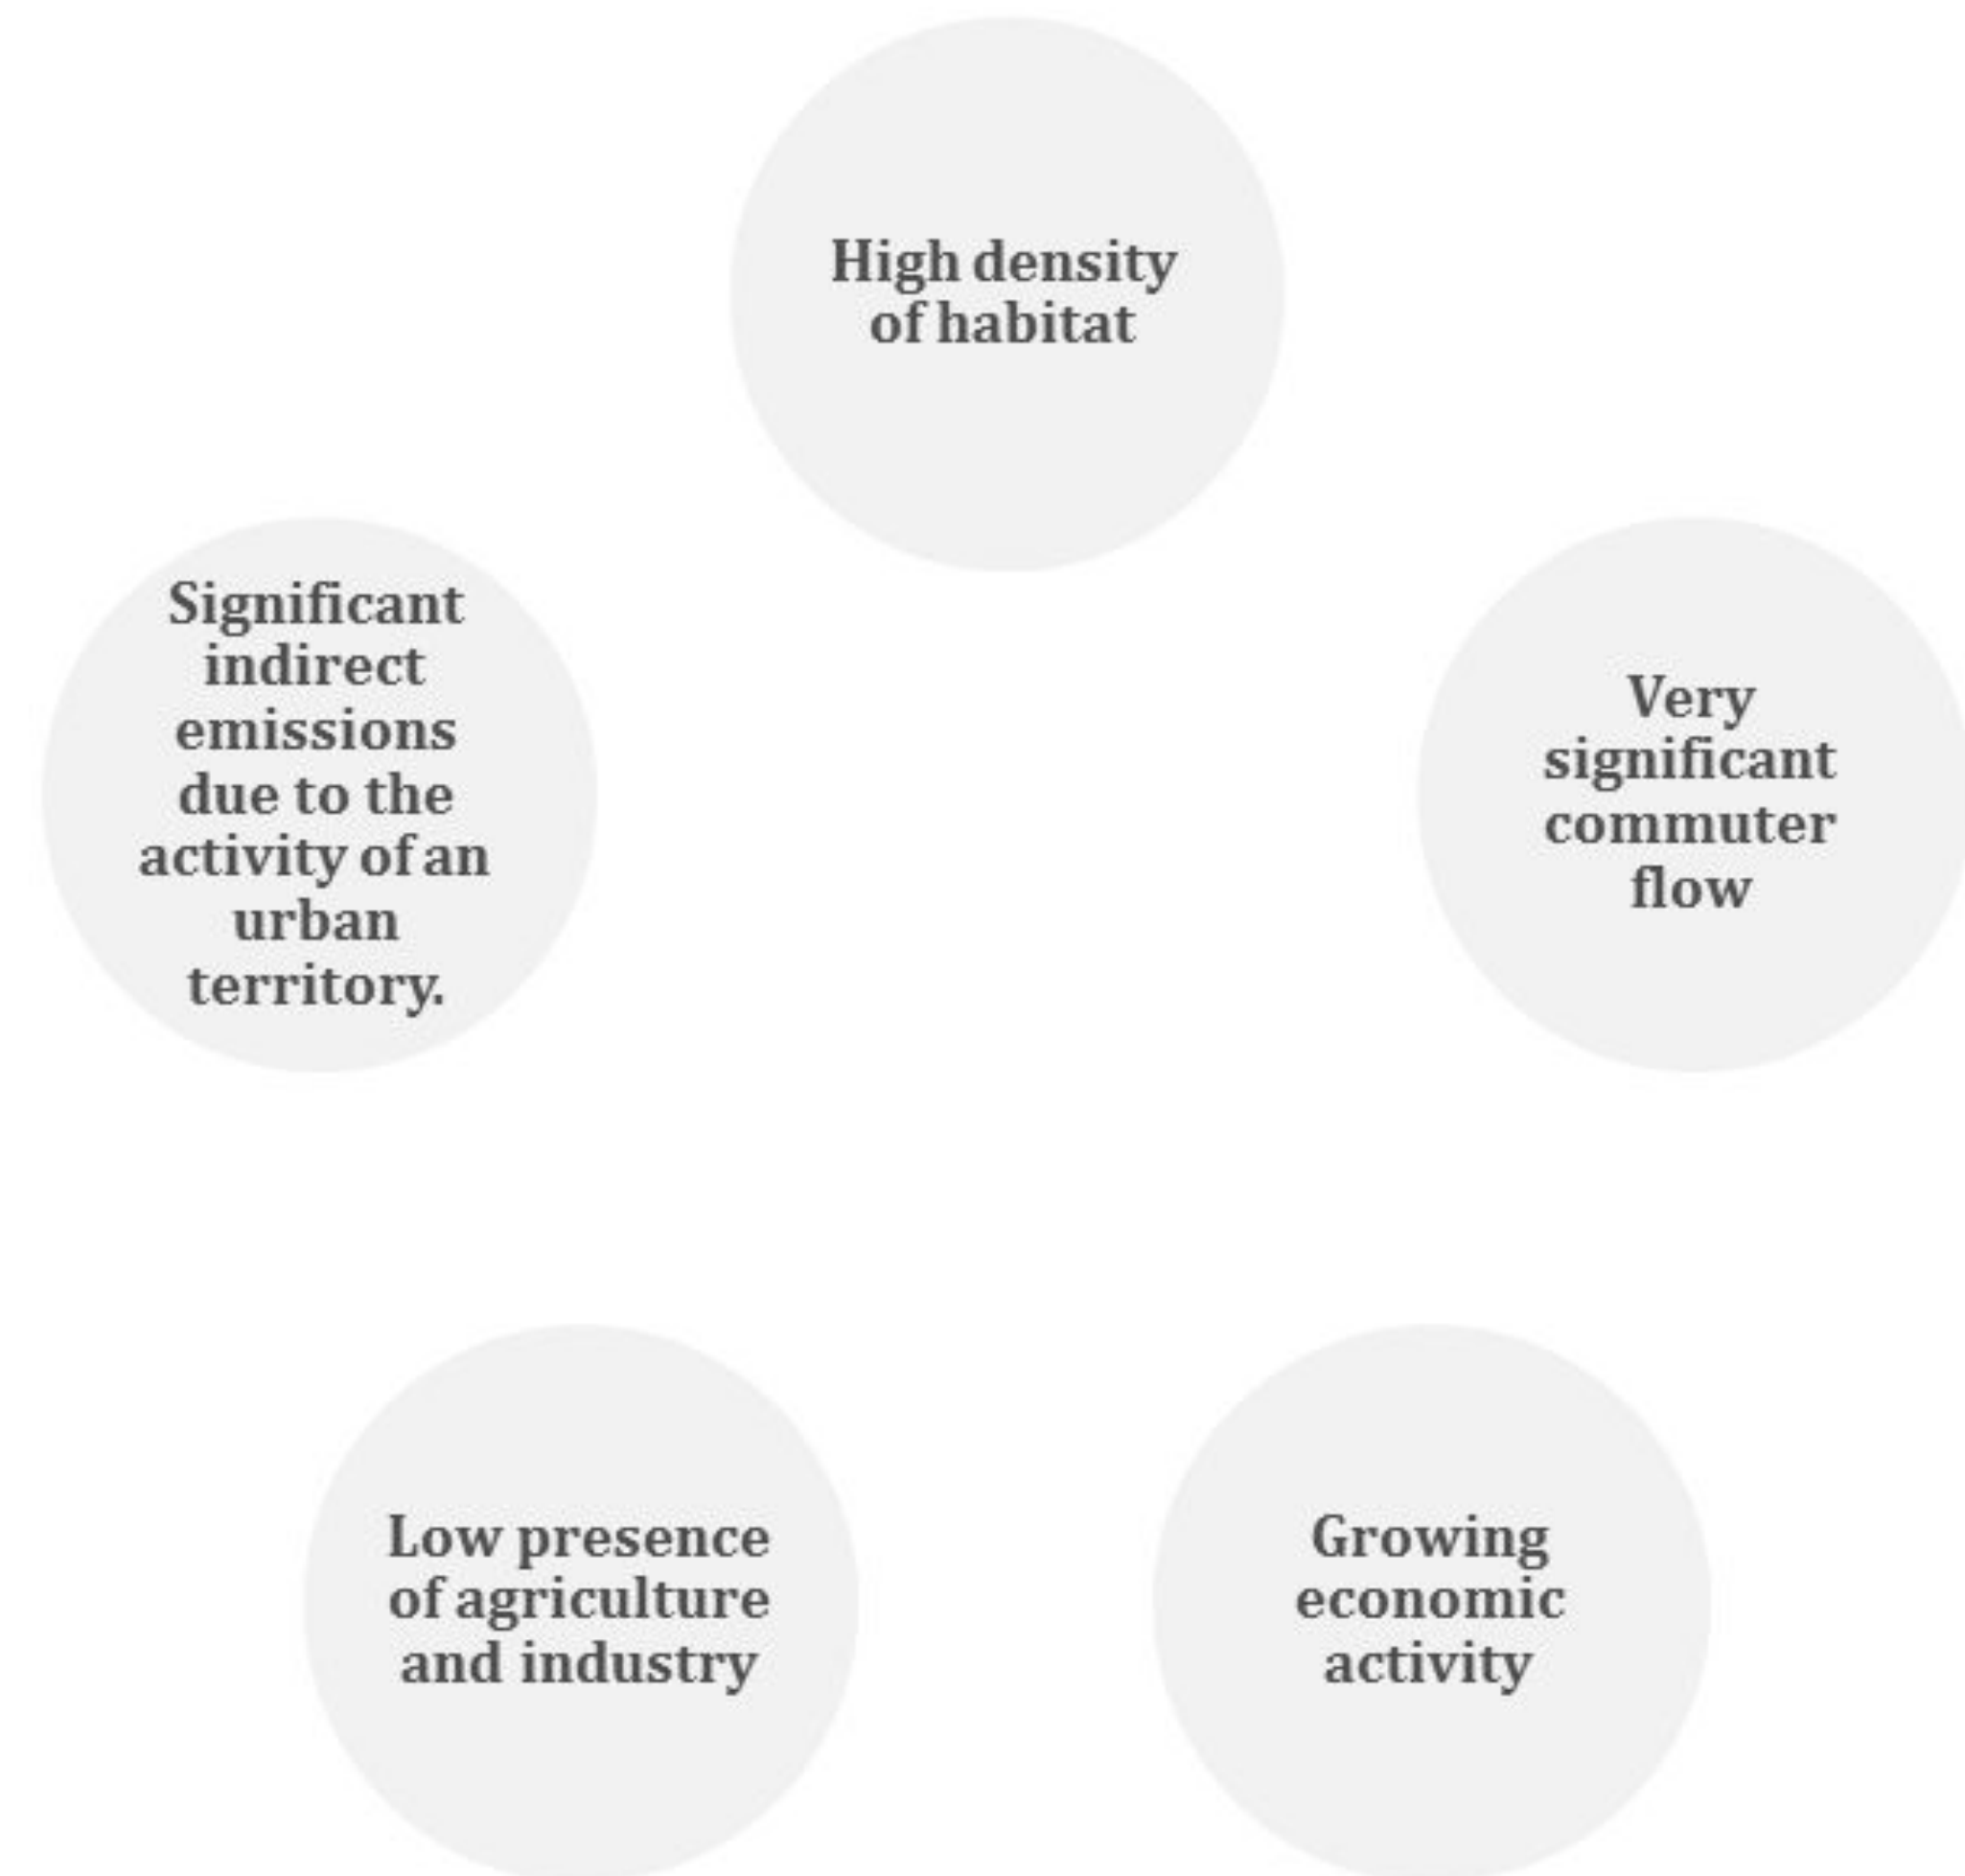 High density
of habitat
Significant
indirect
emissions
due to the
activity of an
urban
territory.
Very
significant
commuter
flow
Low presence
of agriculture
and industry
Growing
economic
activity